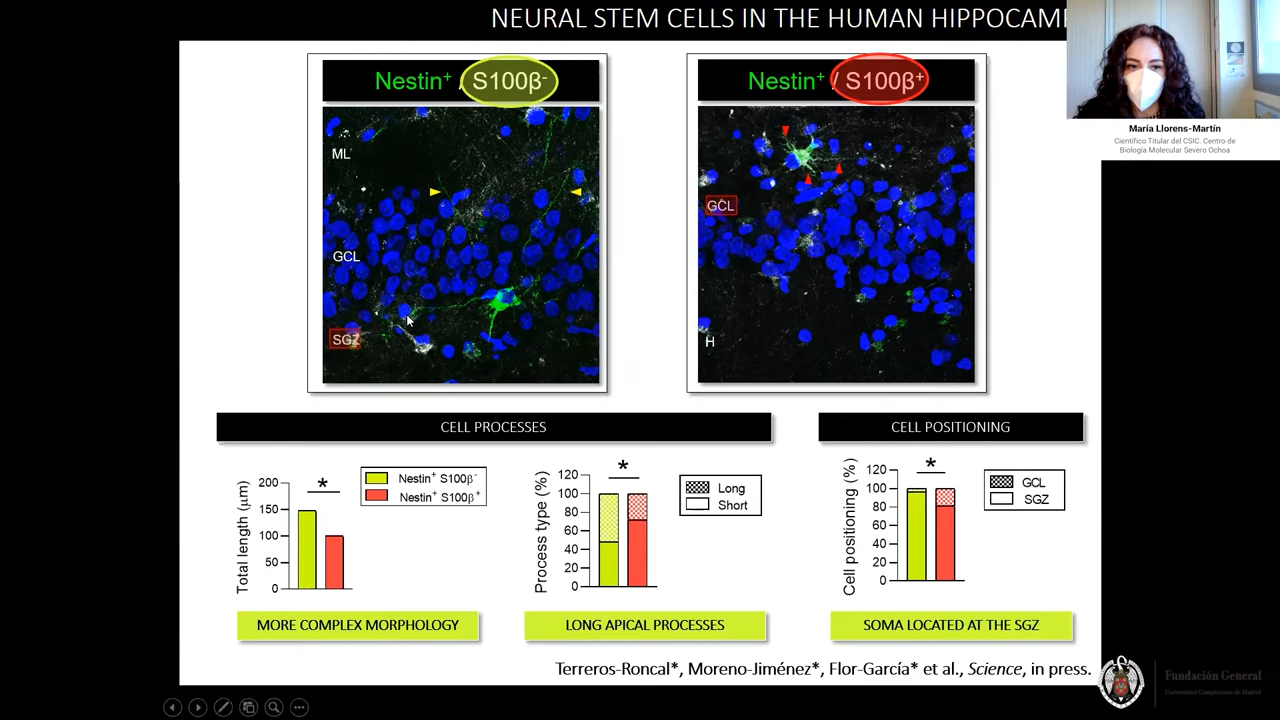 NEURAL STEM CELLS IN THE HUMAN HIPPOCAM
Nestin⁺ / S100β⁻
Nestin⁺ / S100β⁺
María Llorens-Martín
Científico Titular del CSIC. Centro de
Biología Molecular Severo Ochoa
ML
GCL
SGZ
GCL
H
CELL PROCESSES
CELL POSITIONING
Total length (μm)
200
150
100
50
0
*
Nestin⁺ S100β⁻
Nestin⁺ S100β⁺
Process type (%)
120
100
80
60
40
20
0
*
Long
Short
Cell positioning (%)
120
100
80
60
40
20
0
*
GCL
SGZ
MORE COMPLEX MORPHOLOGY
LONG APICAL PROCESSES
SOMA LOCATED AT THE SGZ
Terreros-Roncal*, Moreno-Jiménez*, Flor-García* et al., Science, in press.
Fundación General
Universidad Complutense de Madrid